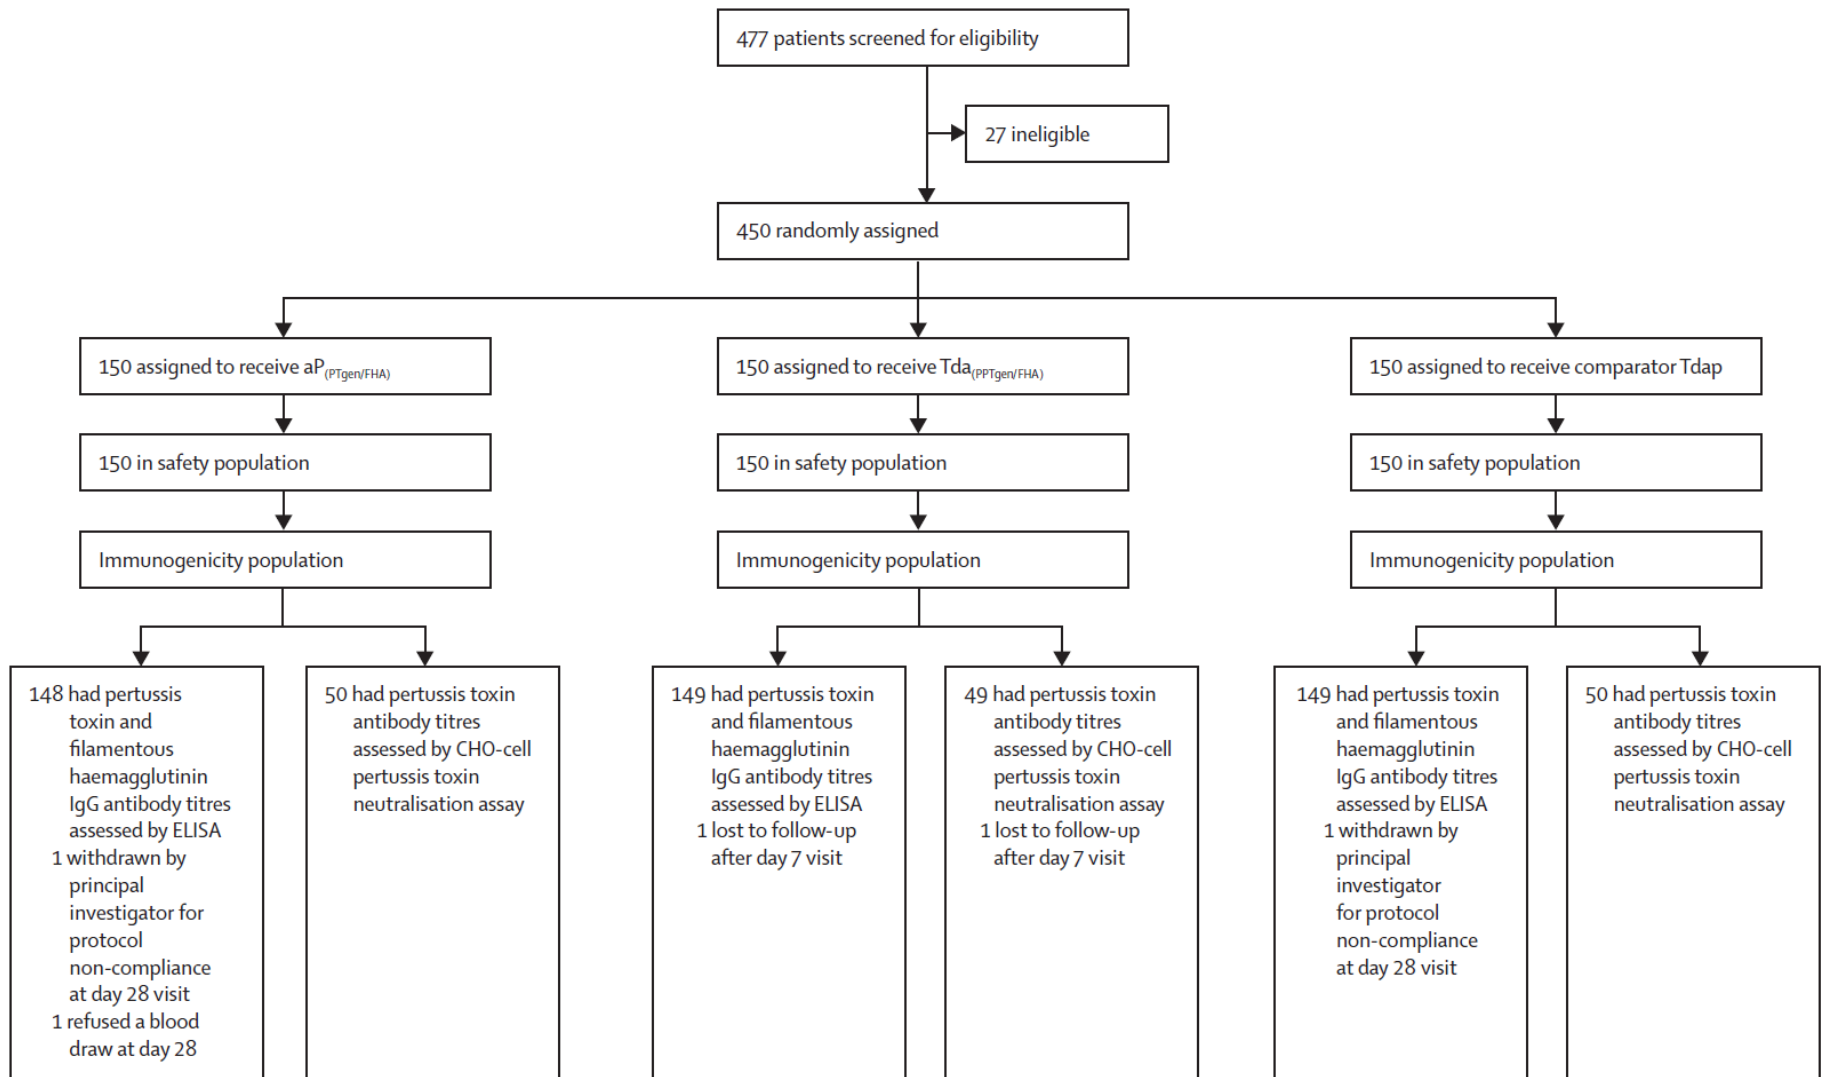 477 patients screened for eligibility
27 ineligible
450 randomly assigned
150 assigned to receive aP(PTgen/FHA)
150 assigned to receive Tda(PPTgen/FHA)
150 assigned to receive comparator Tdap
150 in safety population
150 in safety population
150 in safety population
Immunogenicity population
Immunogenicity population
Immunogenicity population
148 had pertussis
toxin and
filamentous
haemagglutinin
IgG antibody titres
assessed by ELISA
1 withdrawn by
principal
investigator for
protocol
non-compliance
at day 28 visit
1 refused a blood
draw at day 28
50 had pertussis toxin
antibody titres
assessed by CHO-cell
pertussis toxin
neutralisation assay
149 had pertussis toxin
and filamentous
haemagglutinin
IgG antibody titres
assessed by ELISA
1 lost to follow-up
after day 7 visit
49 had pertussis toxin
antibody titres
assessed by CHO-cell
pertussis toxin
neutralisation assay
1 lost to follow-up
after day 7 visit
149 had pertussis toxin
and filamentous
haemagglutinin
IgG antibody titres
assessed by ELISA
1 withdrawn by
principal
investigator
for protocol
non-compliance
at day 28 visit
50 had pertussis toxin
antibody titres
assessed by CHO-cell
pertussis toxin
neutralisation assay